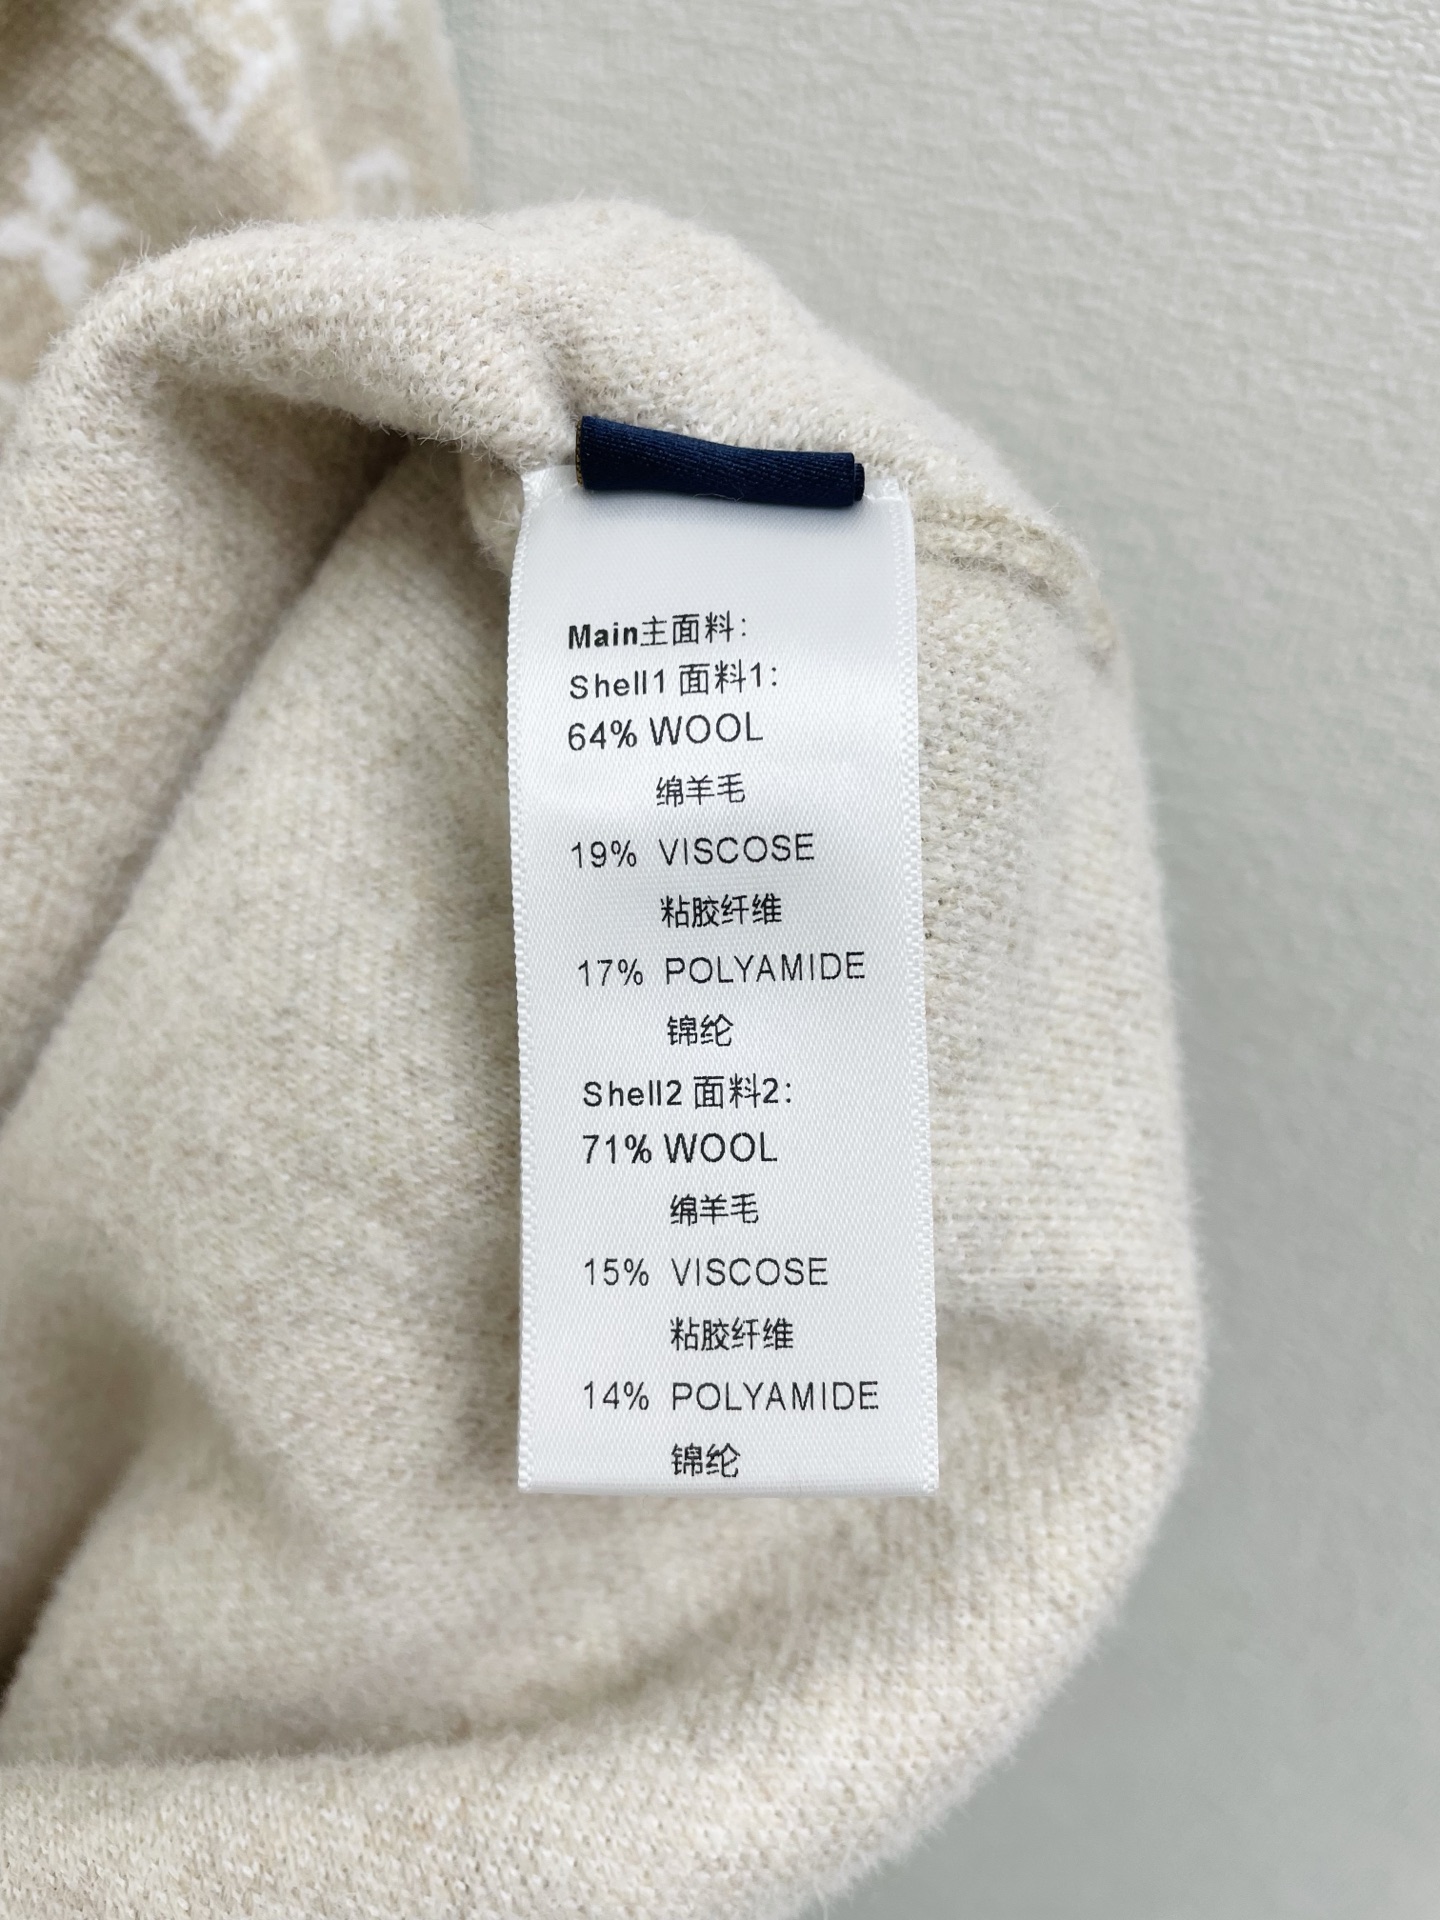 Main主面料:
Shell1 面料1:
64% WOOL
绵羊毛
19% VISCOSE
粘胶纤维
17% POLYAMIDE
锦纶
Shell2 面料2:
71% WOOL
绵羊毛
15% VISCOSE
粘胶纤维
14% POLYAMIDE
锦纶